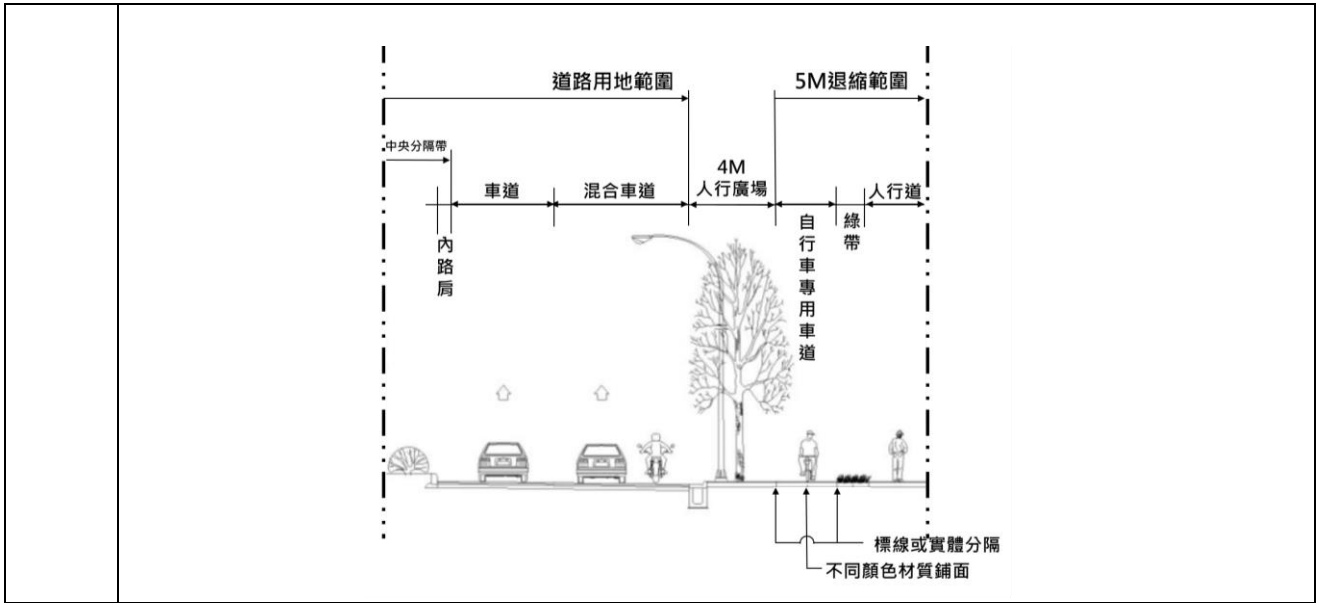 道路用地範圍
5M退縮範圍
中央分隔帶
4M
車道
混合車道
人行廣場
人行道
內路肩
自行車專用車道
綠帶
標線或實體分隔
不同顏色材質鋪面